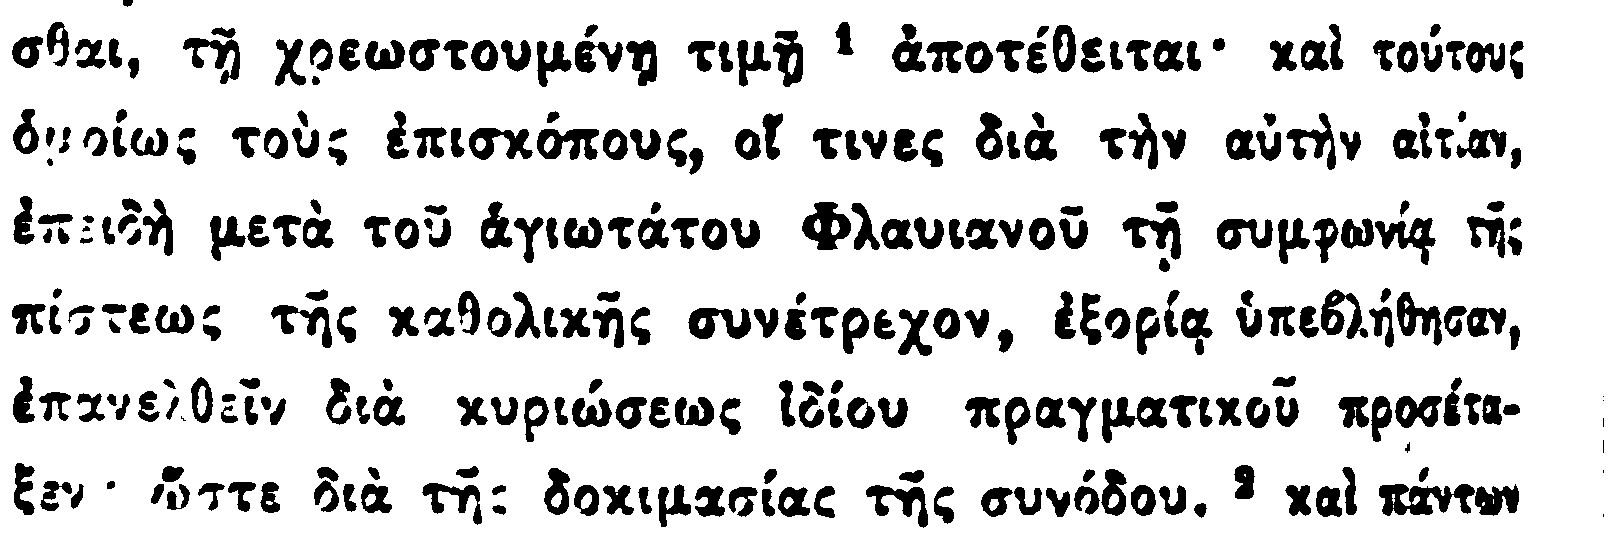 σθαι, τῇ χρεωστουμένῃ τιμῇ ¹ ἀποτέθειται· καὶ τούτους
ὁμοίως τοὺς ἐπισκόπους, οἵ τινες διὰ τὴν αὐτὴν αἰτίαν,
ἐπειδὴ μετὰ τοῦ ἁγιωτάτου Φλαυιανοῦ τῇ συμφωνίᾳ τῆς
πίστεως τῆς καθολικῆς συνέτρεχον, ἐξορίᾳ ὑπεβλήθησαν,
ἐπανελθεῖν διὰ κυριώσεως ἰδίου πραγματικοῦ προσέτα-
ξεν· ὥστε διὰ τῆς δοκιμασίας τῆς συνόδου. ² καὶ πάντων